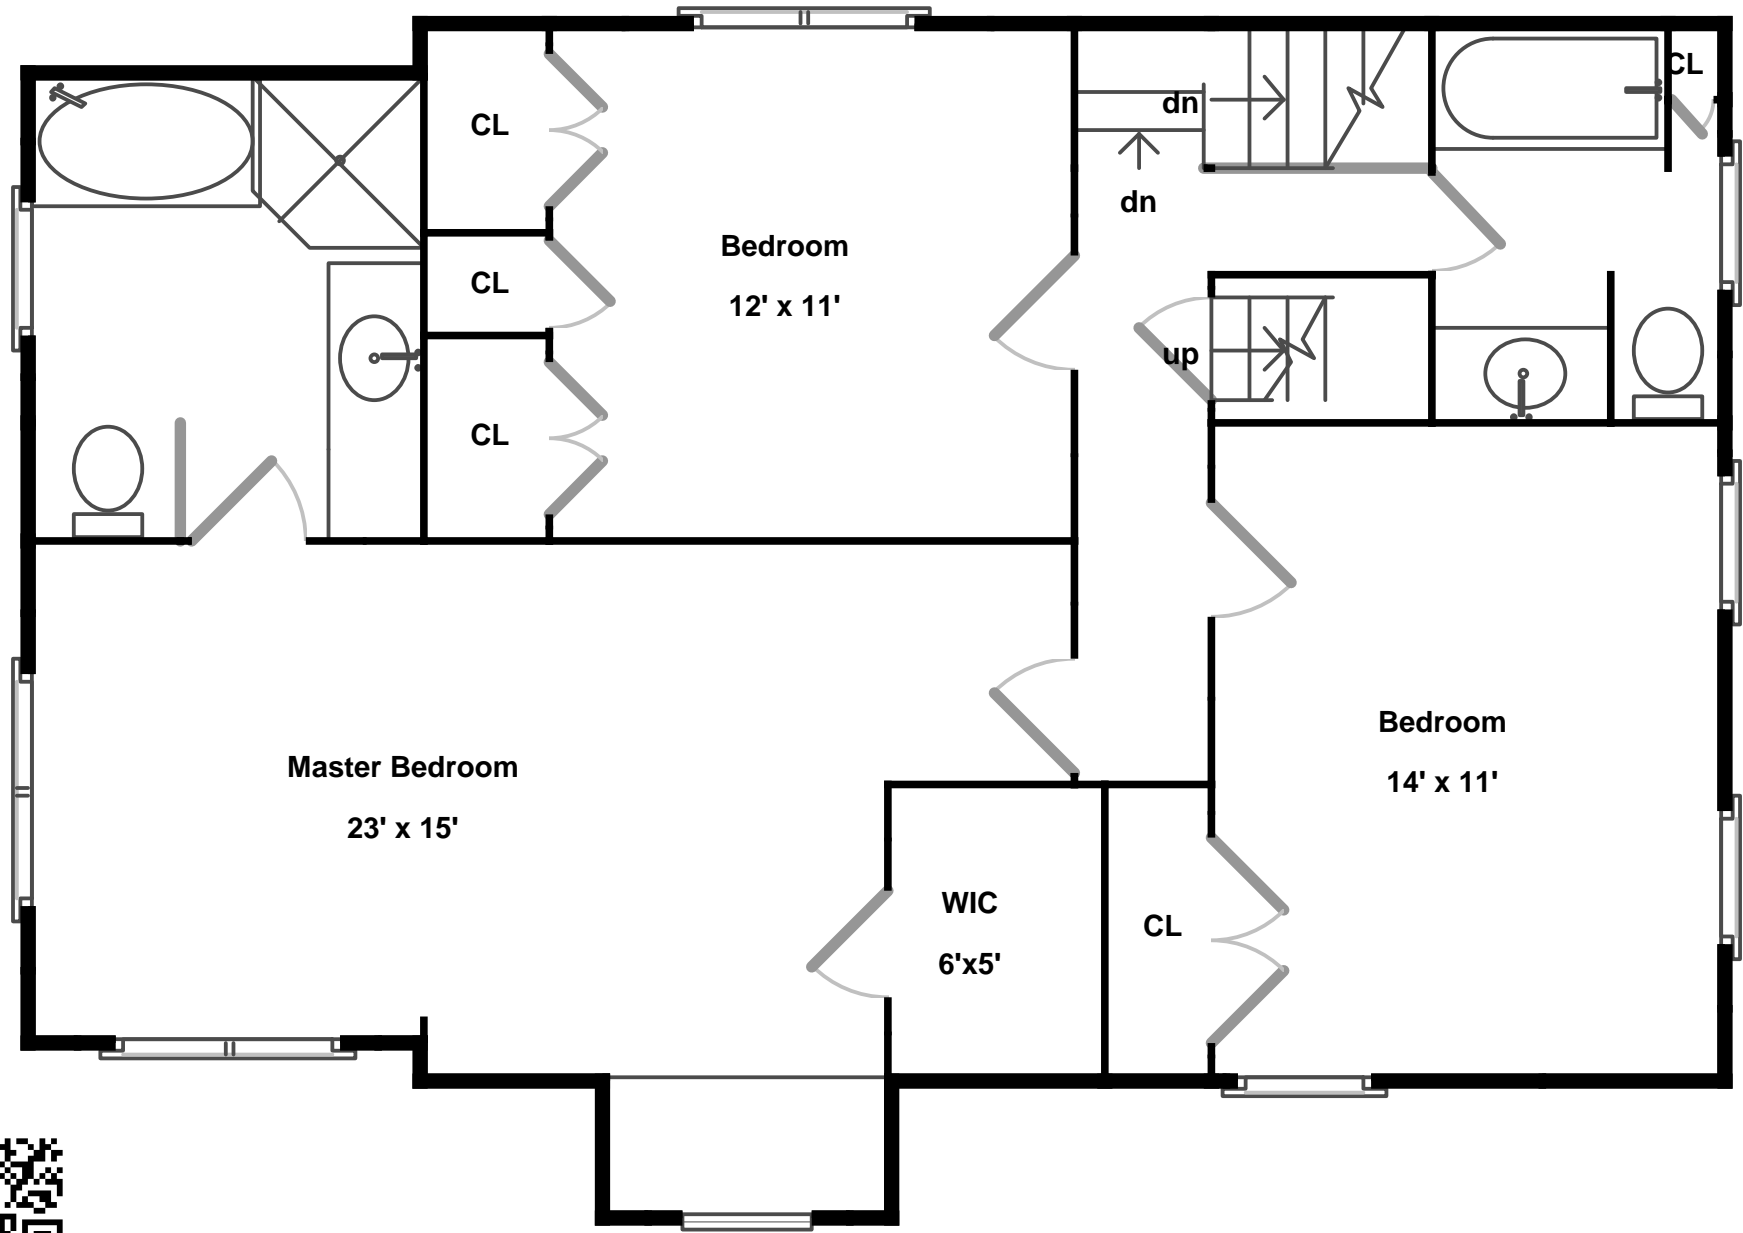 CL
dn
CL
dn
Bedroom
12' x 11'
CL
up
CL
Bedroom
14' x 11'
Master Bedroom
23' x 15'
WIC
6'x5'
CL